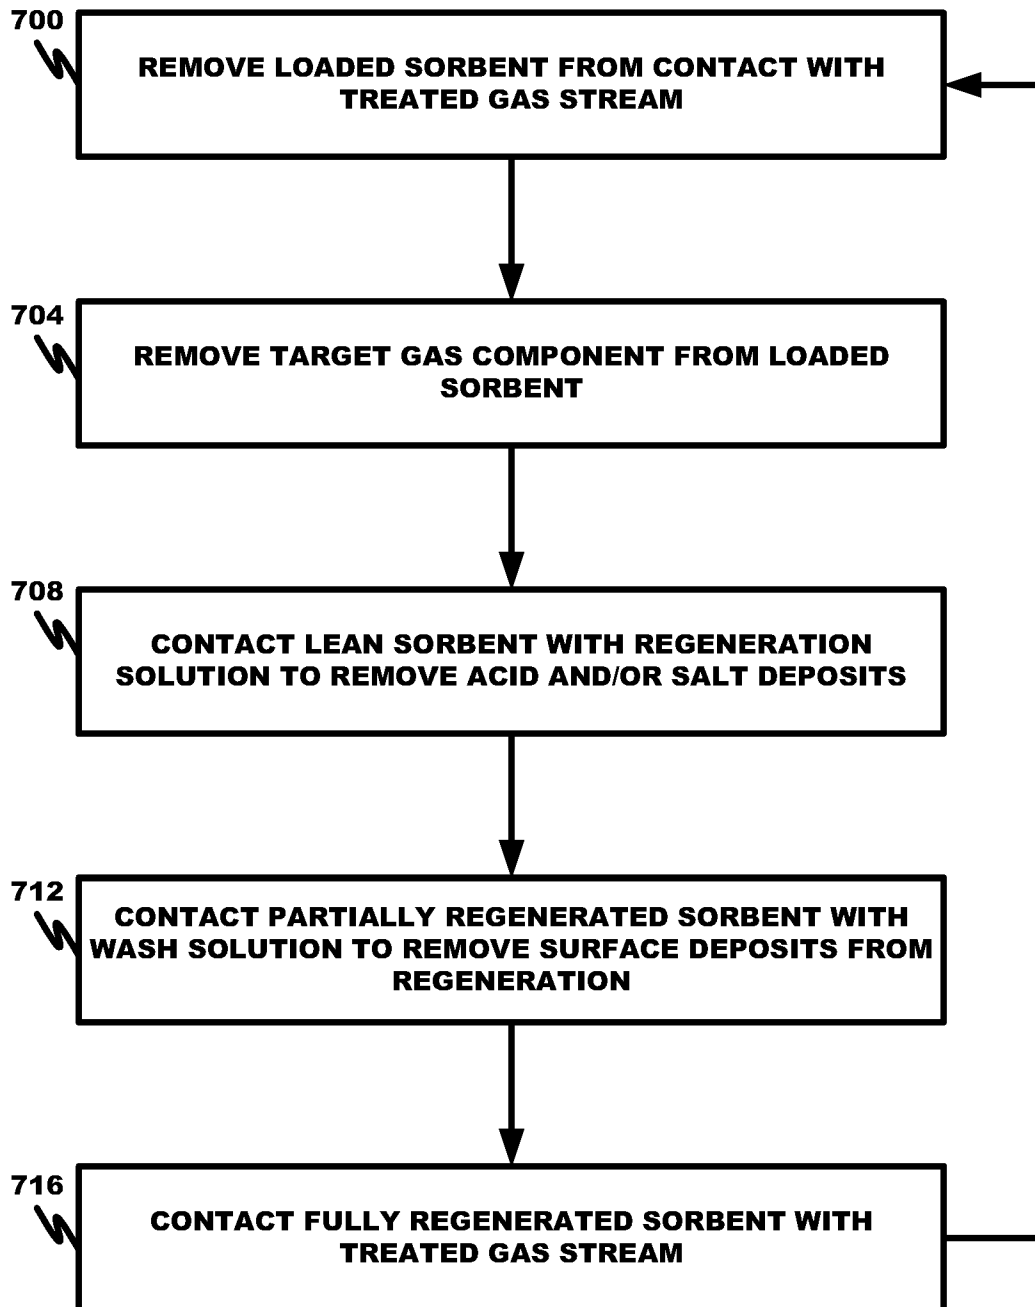 700
REMOVE LOADED SORBENT FROM CONTACT WITH
TREATED GAS STREAM
704
REMOVE TARGET GAS COMPONENT FROM LOADED
SORBENT
708
CONTACT LEAN SORBENT WITH REGENERATION
SOLUTION TO REMOVE ACID AND/OR SALT DEPOSITS
712
CONTACT PARTIALLY REGENERATED SORBENT WITH
WASH SOLUTION TO REMOVE SURFACE DEPOSITS FROM
REGENERATION
716
CONTACT FULLY REGENERATED SORBENT WITH
TREATED GAS STREAM